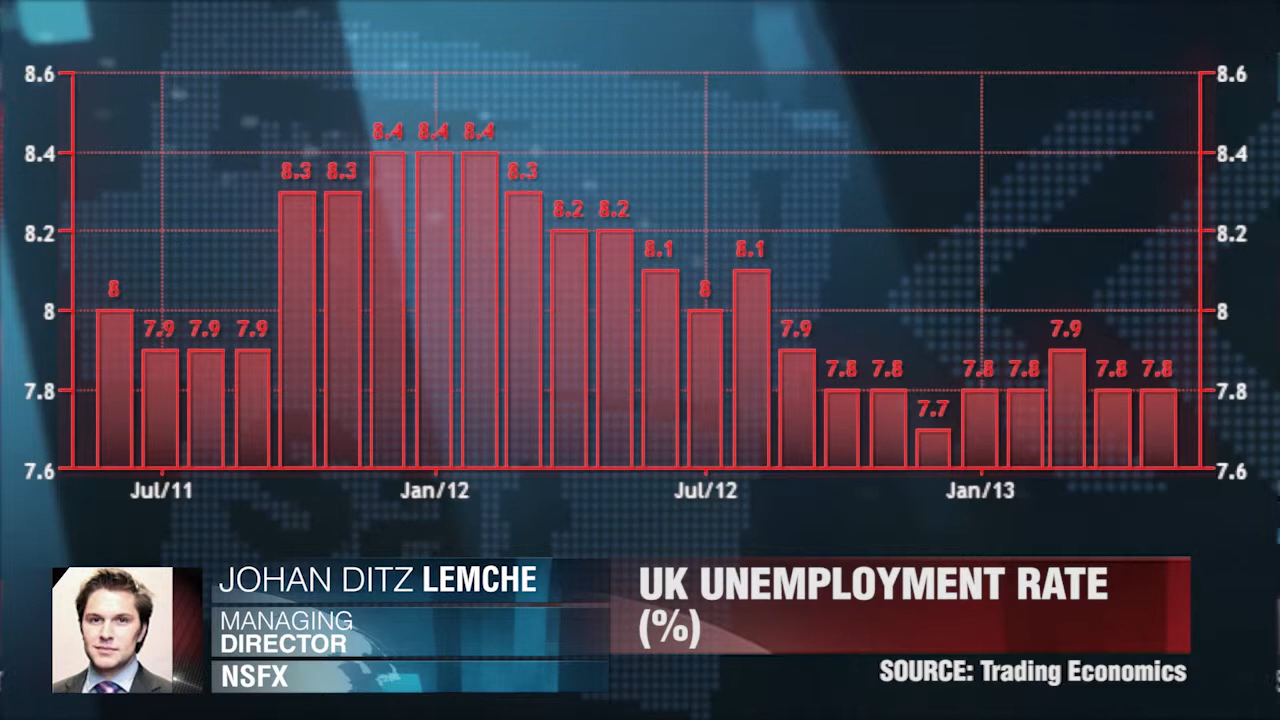 8.6 8.6
8.4 8.4 8.4
8.4 8.4
8.3 8.3 8.3
8.2 8.2
8.2 8.2
8.1 8.1
8 8
8 8
7.9 7.9 7.9 7.9 7.9
7.8 7.8 7.8 7.8 7.8 7.8
7.8 7.8
7.7
7.6 7.6
Jul/11 Jan/12 Jul/12 Jan/13
JOHAN DITZ LEMCHE
MANAGING
DIRECTOR
NSFX
UK UNEMPLOYMENT RATE
(%)
SOURCE: Trading Economics